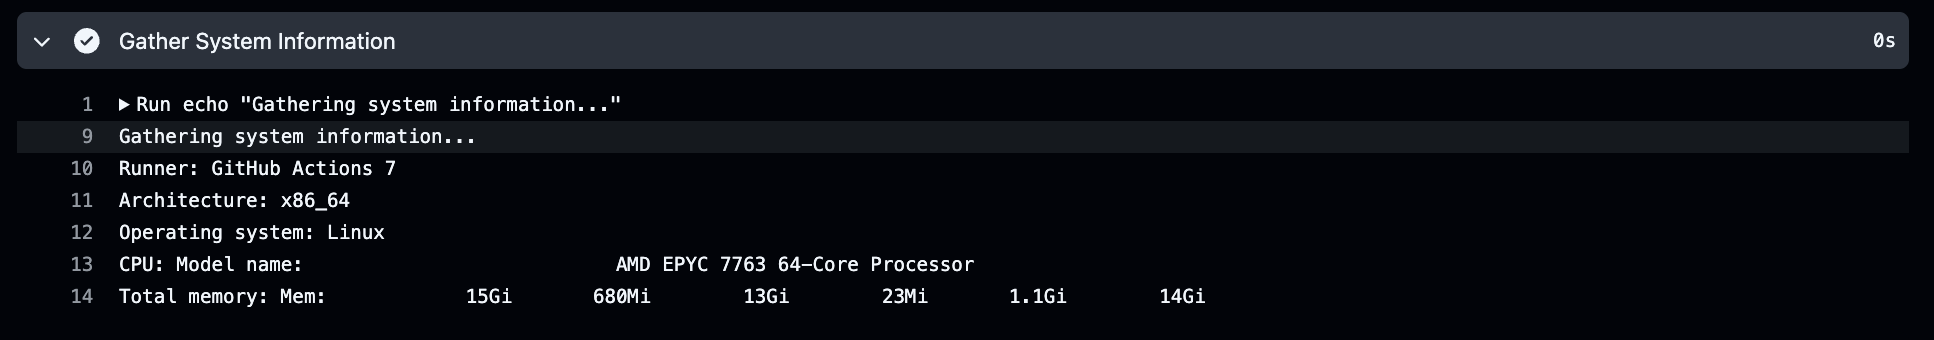 Gather System Information 0s
1 Run echo "Gathering system information..."
9 Gathering system information...
10 Runner: GitHub Actions 7
11 Architecture: x86_64
12 Operating system: Linux
13 CPU: Model name: AMD EPYC 7763 64-Core Processor
14 Total memory: Mem: 15Gi 680Mi 13Gi 23Mi 1.1Gi 14Gi